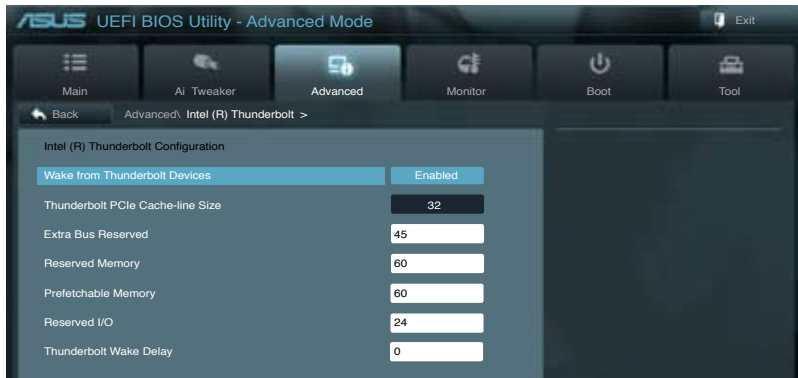 ASUS UEFI BIOS Utility - Advanced Mode
Exit
Main
Ai Tweaker
Advanced
Monitor
Boot
Tool
Back
Advanced\ Intel (R) Thunderbolt >
Intel (R) Thunderbolt Configuration
Wake from Thunderbolt Devices Enabled
Thunderbolt PCIe Cache-line Size 32
Extra Bus Reserved 45
Reserved Memory 60
Prefetchable Memory 60
Reserved I/O 24
Thunderbolt Wake Delay 0